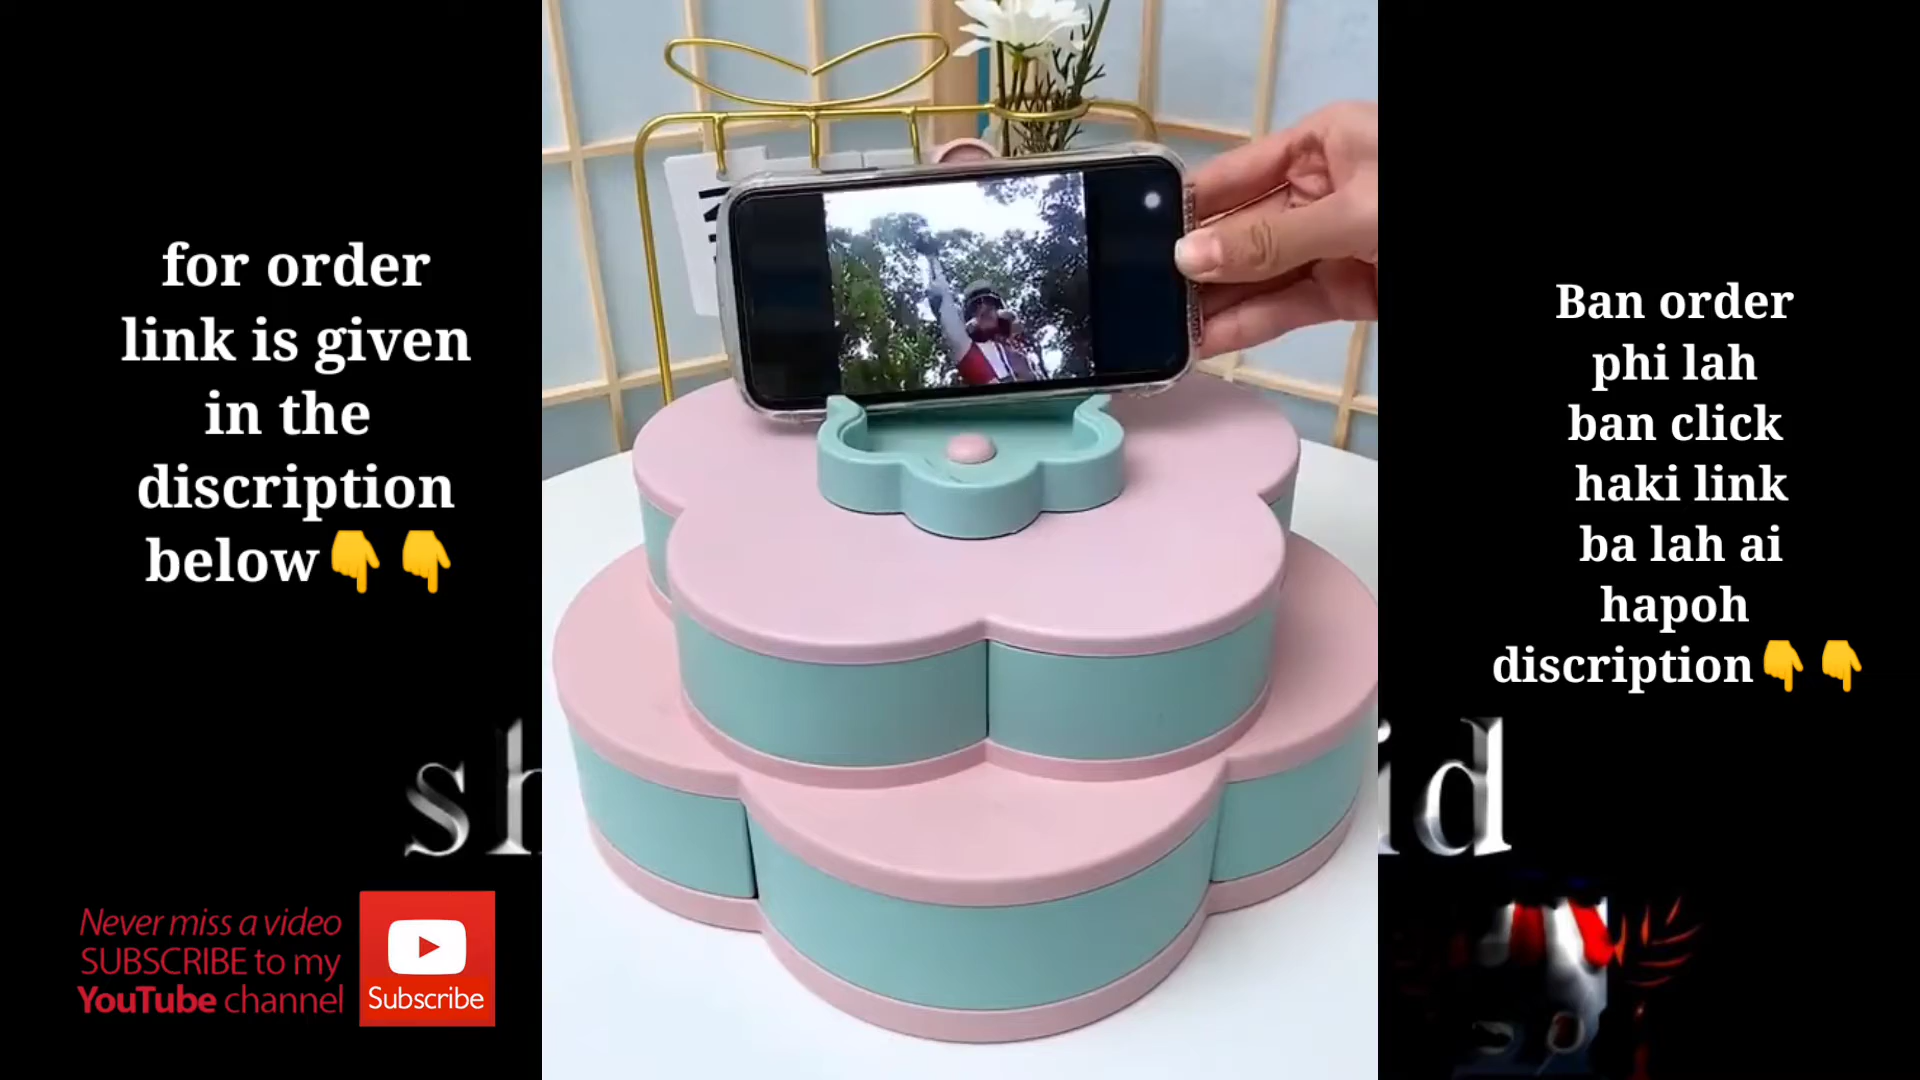 for order
link is given
in the
discription
below👇👇
Ban order
phi lah
ban click
haki link
ba lah ai
hapoh
discription👇👇
Never miss a video
SUBSCRIBE to my
YouTube channel
Subscribe